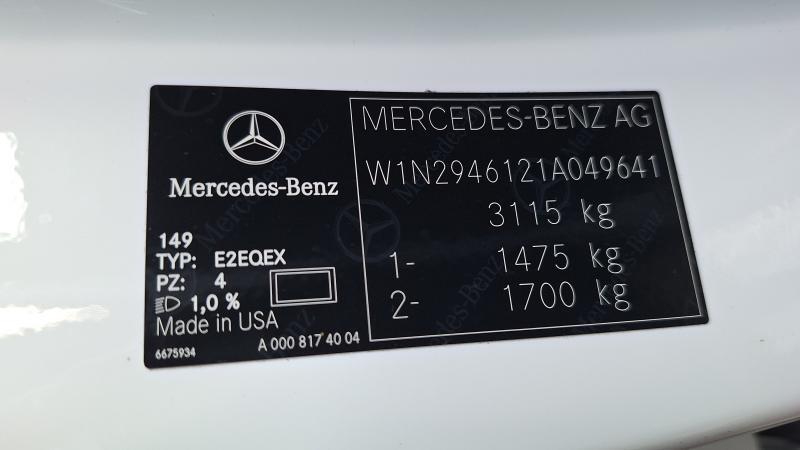 Mercedes-Benz
149
TYP: E2EQEX
PZ: 4
1,0 %
Made in USA
6675934
A 000 817 40 04
MERCEDES-BENZ AG
W1N2946121A049641
3115 kg
1- 1475 kg
2- 1700 kg